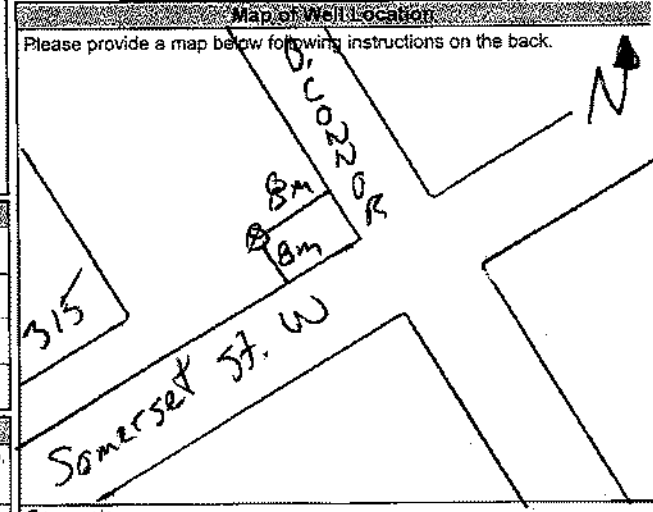 Map of Well Location
Please provide a map below following instructions on the back.
N
O'CONNOR
8m
8m
315
Somerset St. W